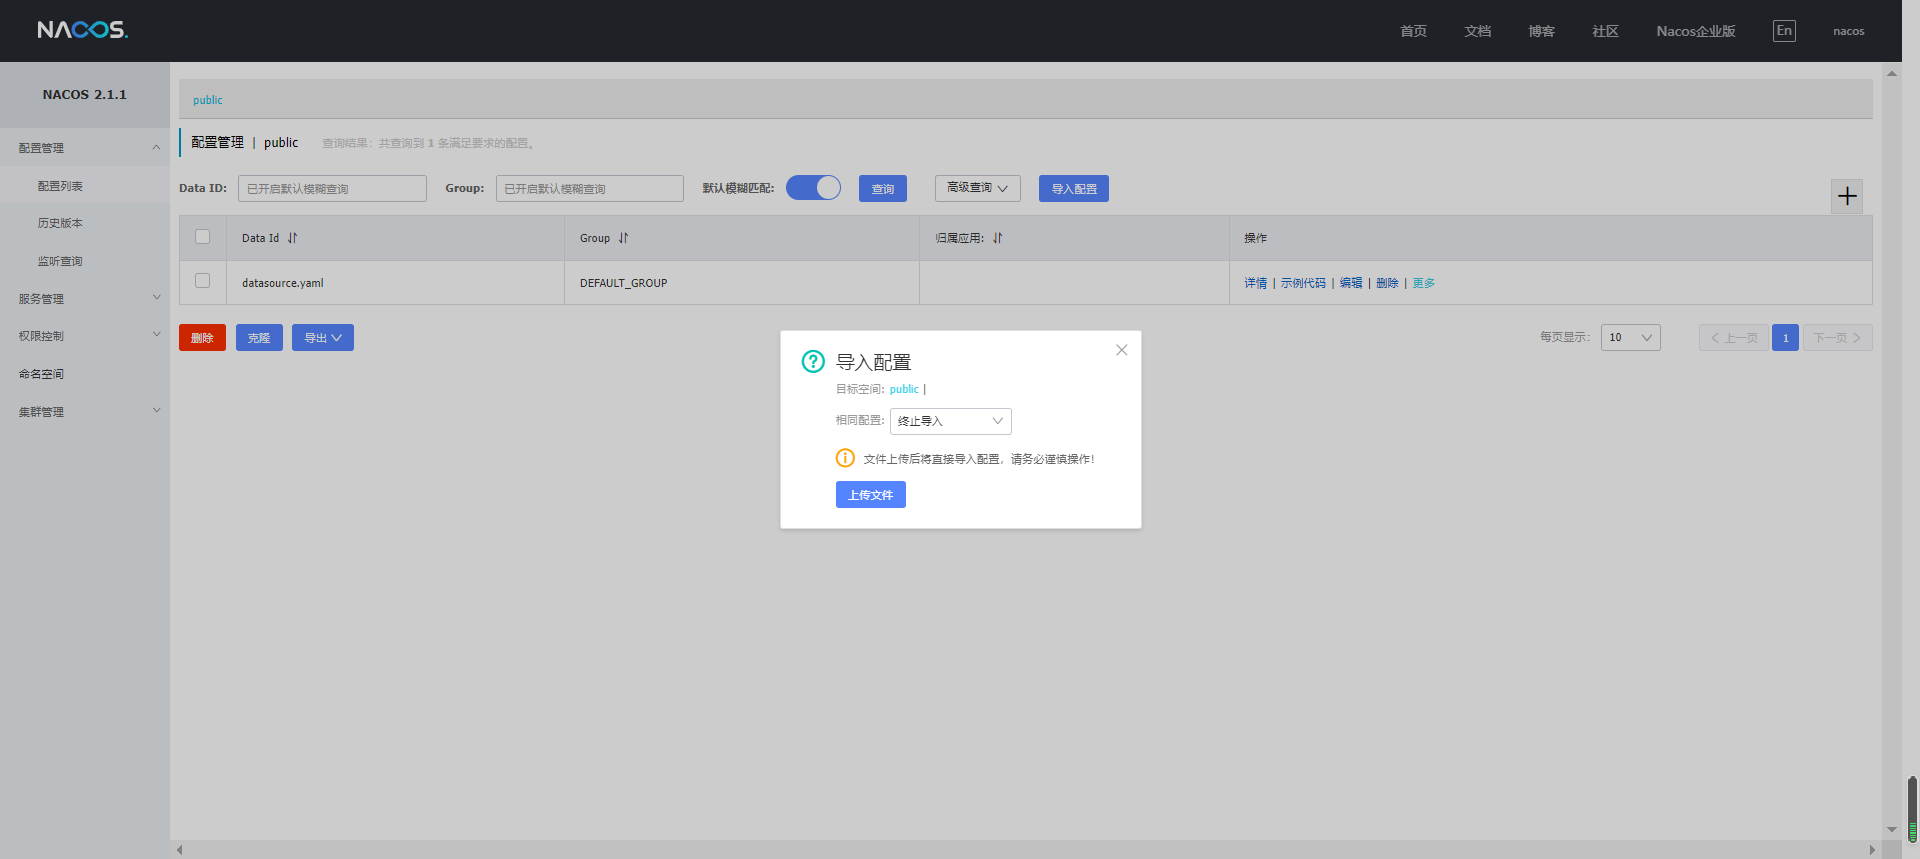 NACOS.
首页 文档 博客 社区 Nacos企业版 En nacos
NACOS 2.1.1
配置管理
配置列表
历史版本
监听查询
服务管理
权限控制
命名空间
集群管理
public
配置管理 | public 查询结果：共查询到 1 条满足要求的配置。
Data ID: 已开启默认模糊查询 Group: 已开启默认模糊查询 默认模糊匹配: 查询 高级查询 导入配置
Data Id Group 归属应用: 操作
datasource.yaml DEFAULT_GROUP 详情 | 示例代码 | 编辑 | 删除 | 更多
删除 克隆 导出 每页显示: 10 上一页 1 下一页
导入配置
目标空间: public |
相同配置: 终止导入
文件上传后将直接导入配置，请务必谨慎操作！
上传文件